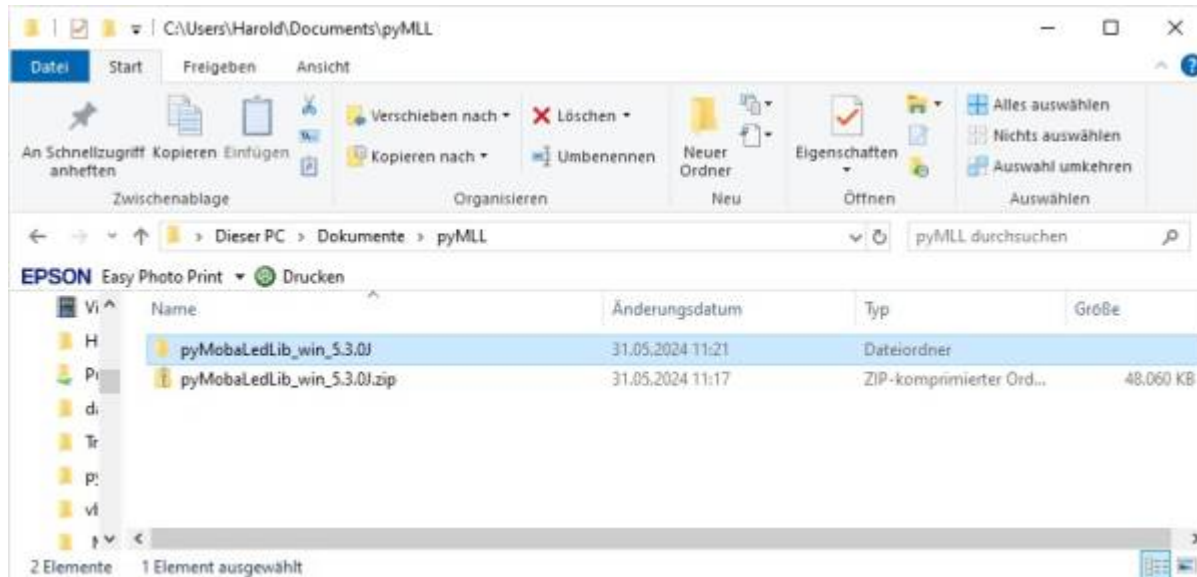 C:\Users\Harold\Documents\pyMLL
Datei Start Freigeben Ansicht
An Schnellzugriff anheften
Kopieren
Einfügen
Zwischenablage
Verschieben nach
Kopieren nach
Löschen
Umbenennen
Organisieren
Neuer Ordner
Neu
Eigenschaften
Öffnen
Alles auswählen
Nichts auswählen
Auswahl umkehren
Auswählen
Dieser PC > Dokumente > pyMLL
pyMLL durchsuchen
EPSON Easy Photo Print Drucken
Vi
H
Name Änderungsdatum Typ Größe
pyMobaLedLib_win_5.3.0J 31.05.2024 11:21 Dateiordner
pyMobaLedLib_win_5.3.0J.zip 31.05.2024 11:17 ZIP-komprimierter Ord... 48.060 KB
Tr
2 Elemente 1 Element ausgewählt